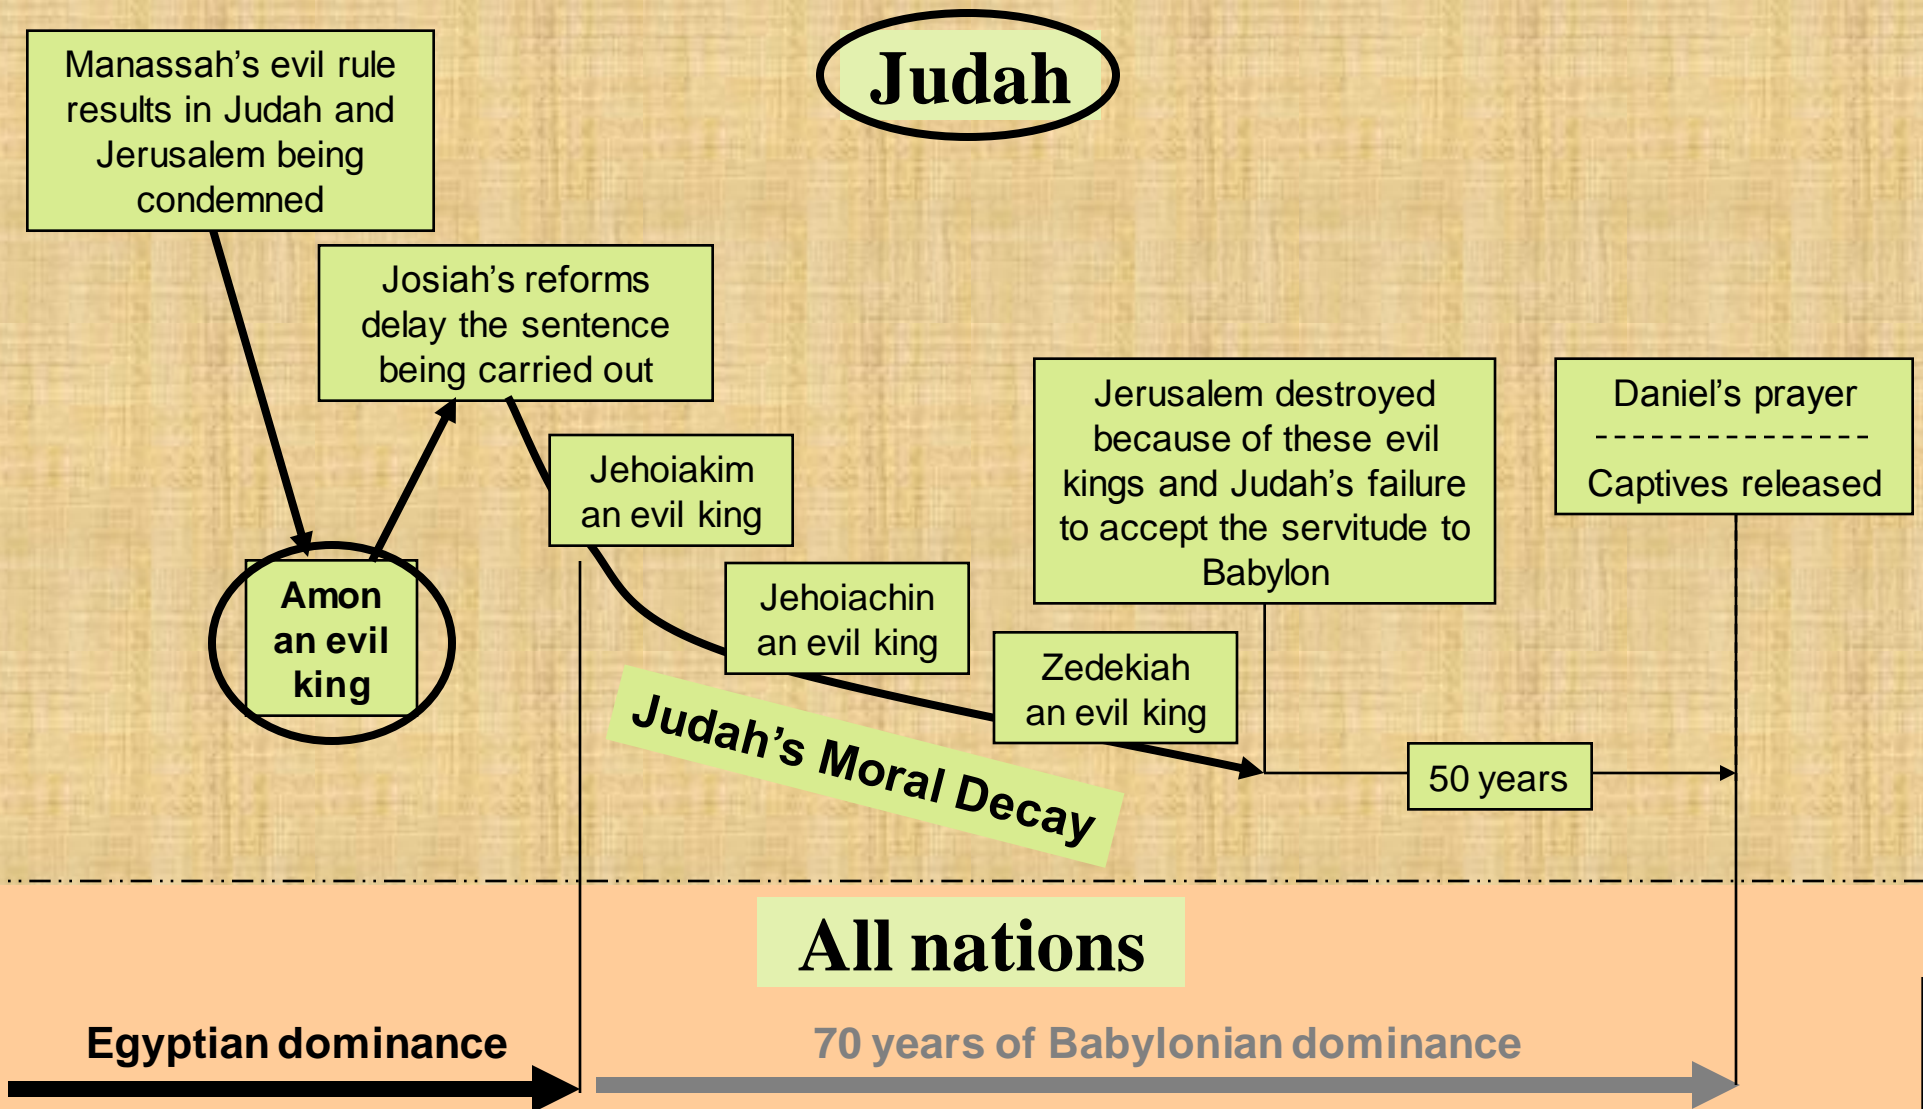 Judah
Manassah’s evil rule
results in Judah and
Jerusalem being
condemned
Josiah’s reforms
delay the sentence
being carried out
Amon
an evil
king
Jehoiakim
an evil king
Jehoiachin
an evil king
Zedekiah
an evil king
Judah’s Moral Decay
Jerusalem destroyed
because of these evil
kings and Judah’s failure
to accept the servitude to
Babylon
Daniel’s prayer
Captives released
50 years
All nations
Egyptian dominance
70 years of Babylonian dominance